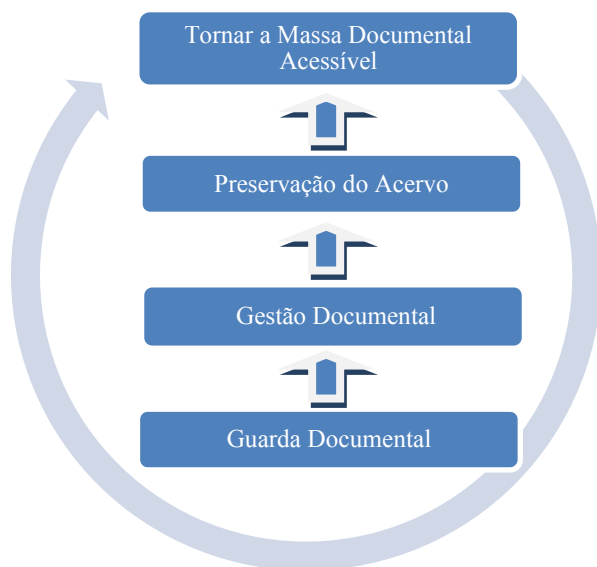 Tornar a Massa Documental
Acessível
Preservação do Acervo
Gestão Documental
Guarda Documental